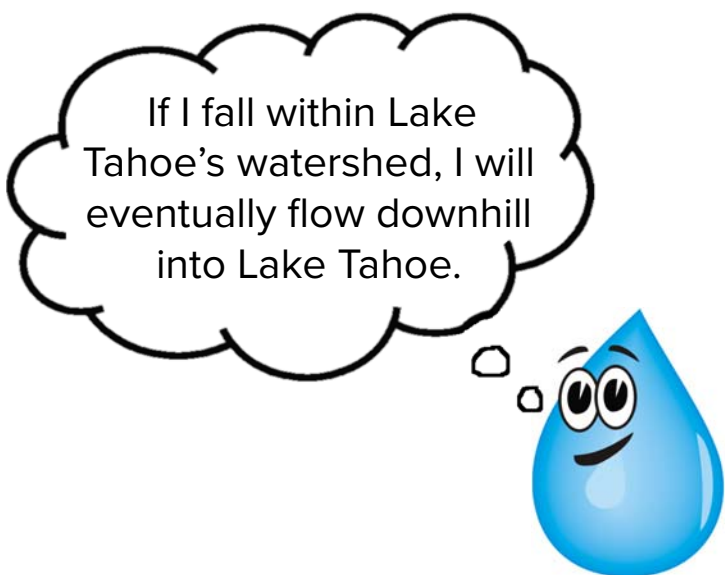 If I fall within Lake
Tahoe’s watershed, I will
eventually flow downhill
into Lake Tahoe.